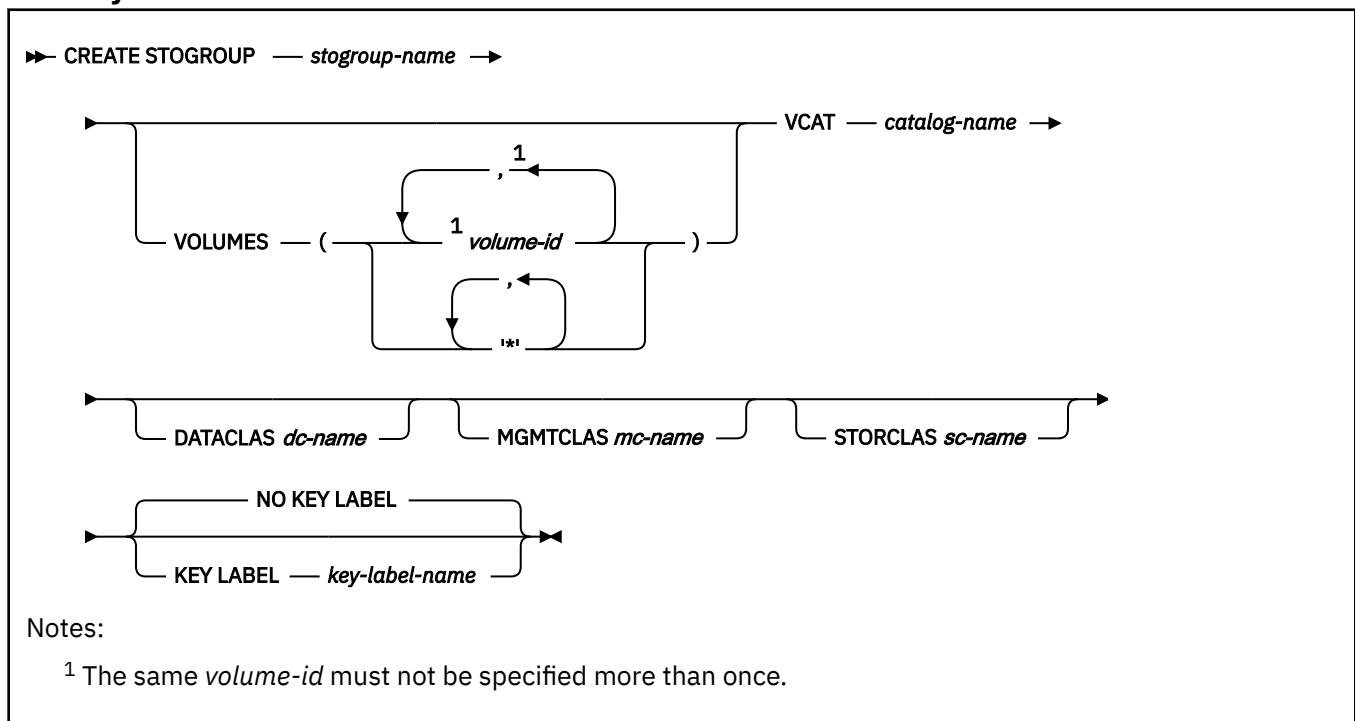 CREATE STOGROUP stogroup-name
VCAT catalog-name
, 1
VOLUMES ( 1 volume-id )
,
'*'
DATACLAS dc-name MGMTCLAS mc-name STORCLAS sc-name
NO KEY LABEL
KEY LABEL key-label-name
Notes:
1 The same volume-id must not be specified more than once.